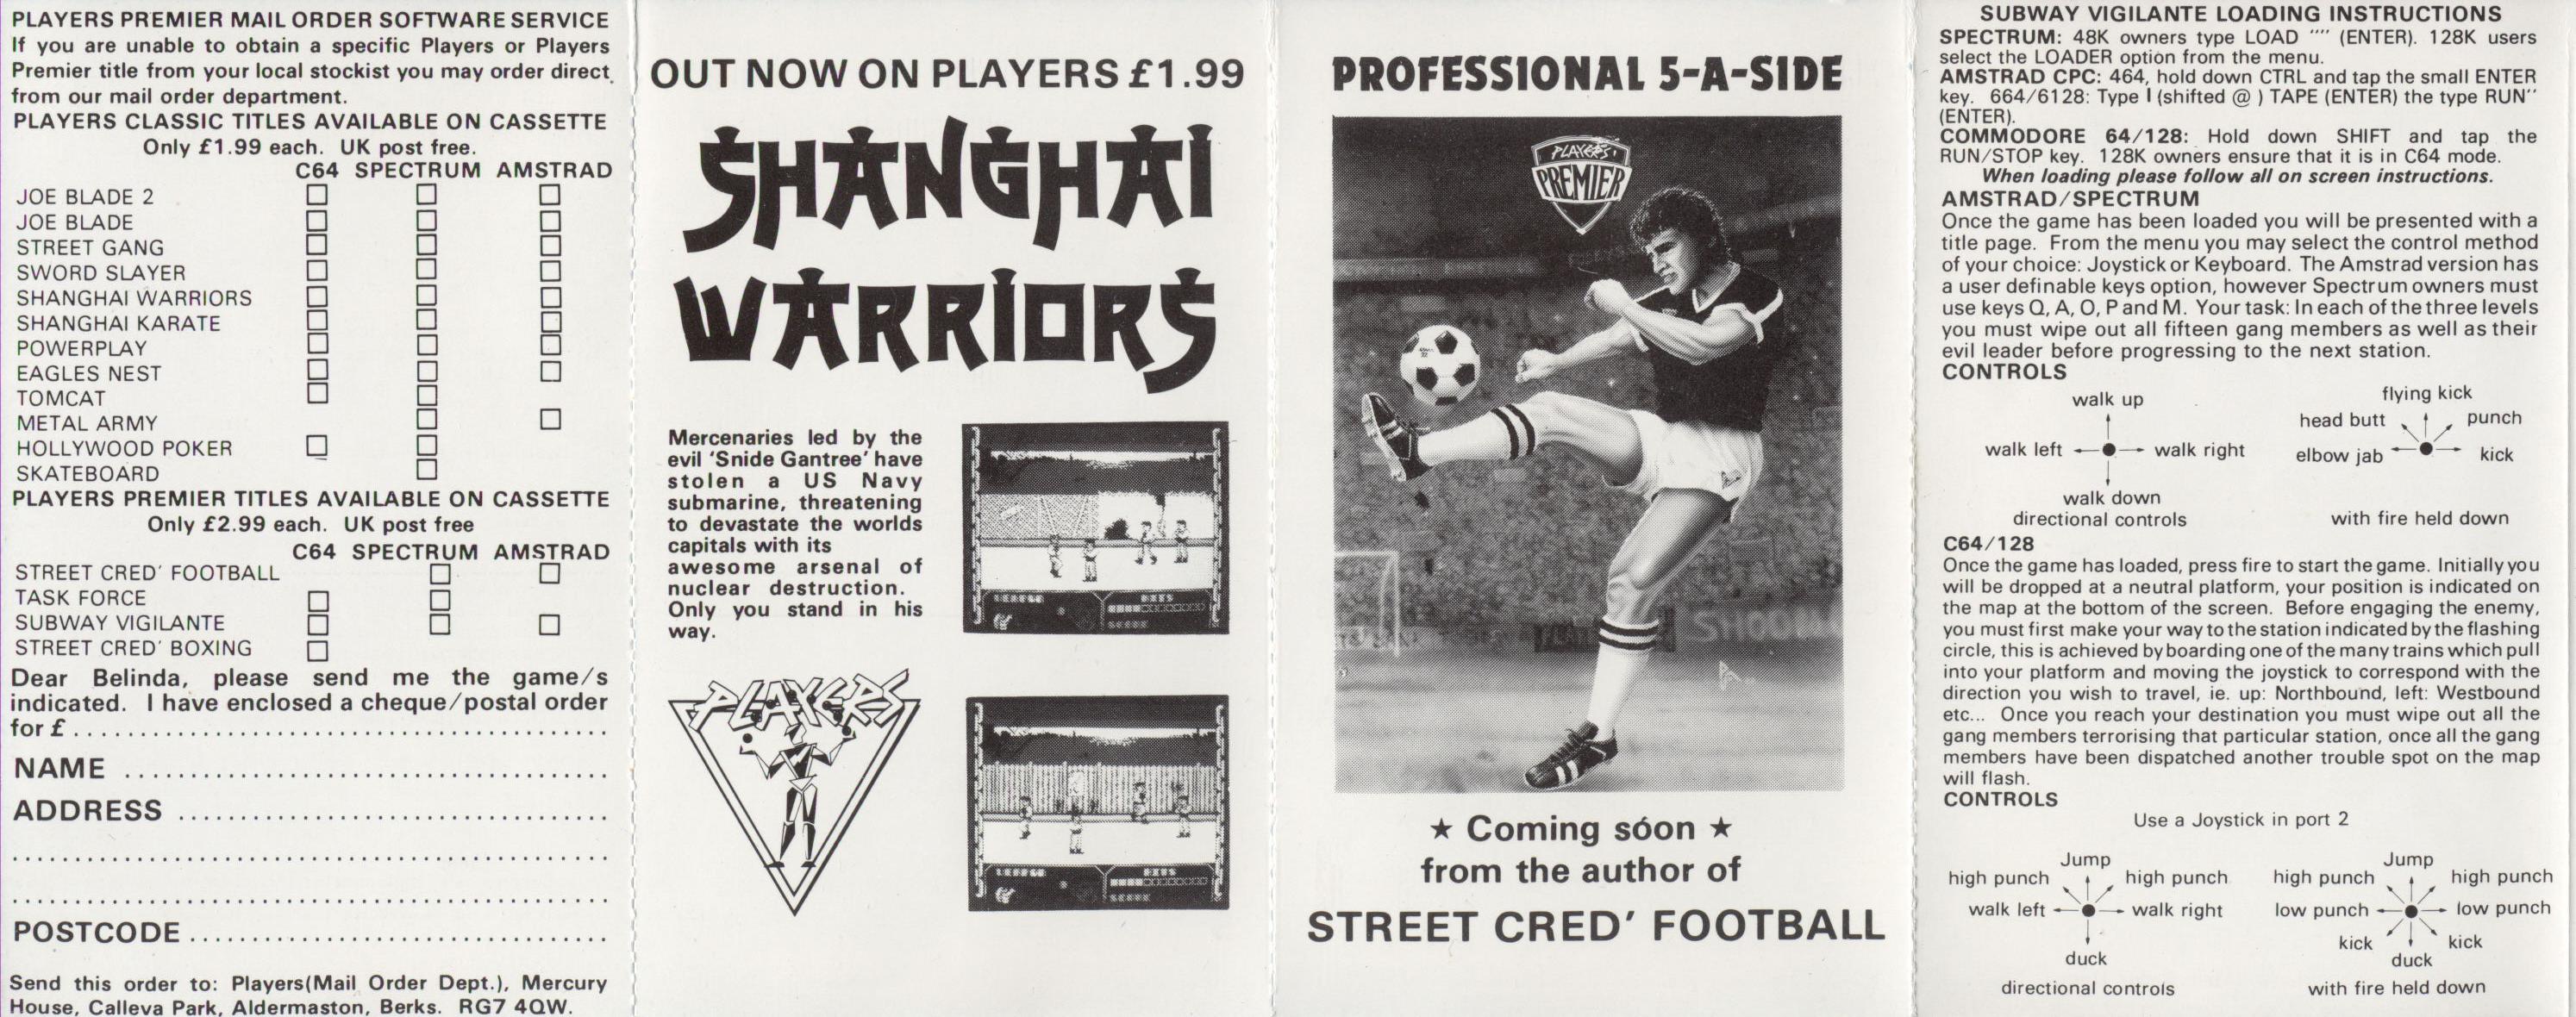 PLAYERS PREMIER MAIL ORDER SOFTWARE SERVICE
If you are unable to obtain a specific Players or Players
Premier title from your local stockist you may order direct
from our mail order department.
PLAYERS CLASSIC TITLES AVAILABLE ON CASSETTE
Only £1.99 each. UK post free.
C64 SPECTRUM AMSTRAD
JOE BLADE 2
JOE BLADE
STREET GANG
SWORD SLAYER
SHANGHAI WARRIORS
SHANGHAI KARATE
POWERPLAY
EAGLES NEST
TOMCAT
METAL ARMY
HOLLYWOOD POKER
SKATEBOARD
PLAYERS PREMIER TITLES AVAILABLE ON CASSETTE
Only £2.99 each. UK post free
C64 SPECTRUM AMSTRAD
STREET CRED' FOOTBALL
TASK FORCE
SUBWAY VIGILANTE
STREET CRED' BOXING
Dear Belinda, please send me the game/s
indicated. I have enclosed a cheque/postal order
for £ ............................................
NAME .......................................
ADDRESS ...................................
................................................
................................................
POSTCODE ..................................
Send this order to: Players(Mail Order Dept.), Mercury
House, Calleva Park, Aldermaston, Berks. RG7 4QW.
OUT NOW ON PLAYERS £1.99
SHANGHAI
WARRIORS
Mercenaries led by the
evil 'Snide Gantree' have
stolen a US Navy
submarine, threatening
to devastate the worlds
capitals with its
awesome arsenal of
nuclear destruction.
Only you stand in his
way.
PLAYERS
PROFESSIONAL 5-A-SIDE
PLAYERS
PREMIER
★ Coming soon ★
from the author of
STREET CRED' FOOTBALL
SUBWAY VIGILANTE LOADING INSTRUCTIONS
SPECTRUM: 48K owners type LOAD "" (ENTER). 128K users
select the LOADER option from the menu.
AMSTRAD CPC: 464, hold down CTRL and tap the small ENTER
key. 664/6128: Type I (shifted @ ) TAPE (ENTER) the type RUN"
(ENTER).
COMMODORE 64/128: Hold down SHIFT and tap the
RUN/STOP key. 128K owners ensure that it is in C64 mode.
When loading please follow all on screen instructions.
AMSTRAD/SPECTRUM
Once the game has been loaded you will be presented with a
title page. From the menu you may select the control method
of your choice: Joystick or Keyboard. The Amstrad version has
a user definable keys option, however Spectrum owners must
use keys Q, A, O, P and M. Your task: In each of the three levels
you must wipe out all fifteen gang members as well as their
evil leader before progressing to the next station.
CONTROLS
walk up
walk left walk right
walk down
directional controls
flying kick
head butt punch
elbow jab kick
with fire held down
C64/128
Once the game has loaded, press fire to start the game. Initially you
will be dropped at a neutral platform, your position is indicated on
the map at the bottom of the screen. Before engaging the enemy,
you must first make your way to the station indicated by the flashing
circle, this is achieved by boarding one of the many trains which pull
into your platform and moving the joystick to correspond with the
direction you wish to travel, ie. up: Northbound, left: Westbound
etc... Once you reach your destination you must wipe out all the
gang members terrorising that particular station, once all the gang
members have been dispatched another trouble spot on the map
will flash.
CONTROLS
Use a Joystick in port 2
Jump
high punch high punch
walk left walk right
duck
directional controls
Jump
high punch high punch
low punch low punch
kick kick
duck
with fire held down